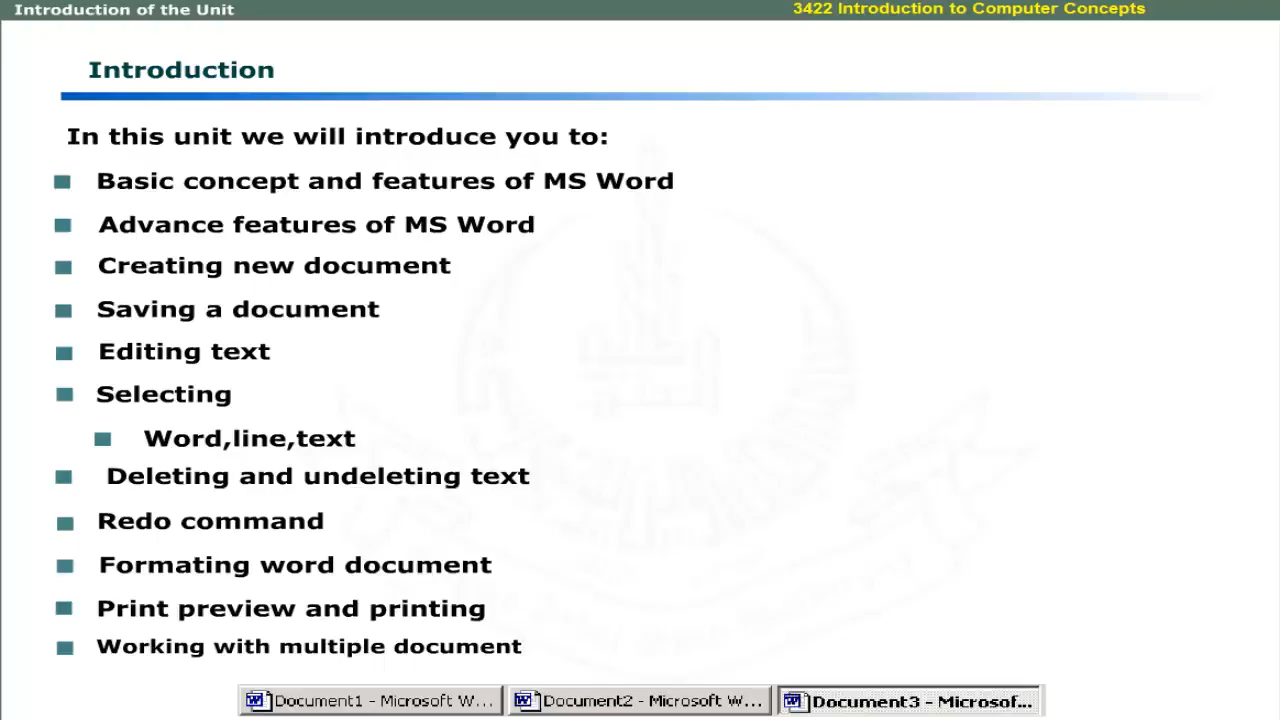 Introduction of the Unit
3422 Introduction to Computer Concepts
Introduction
In this unit we will introduce you to:
Basic concept and features of MS Word
Advance features of MS Word
Creating new document
Saving a document
Editing text
Selecting
Word,line,text
Deleting and undeleting text
Redo command
Formating word document
Print preview and printing
Working with multiple document
Document1 - Microsoft W...
Document2 - Microsoft W...
Document3 - Microsof...